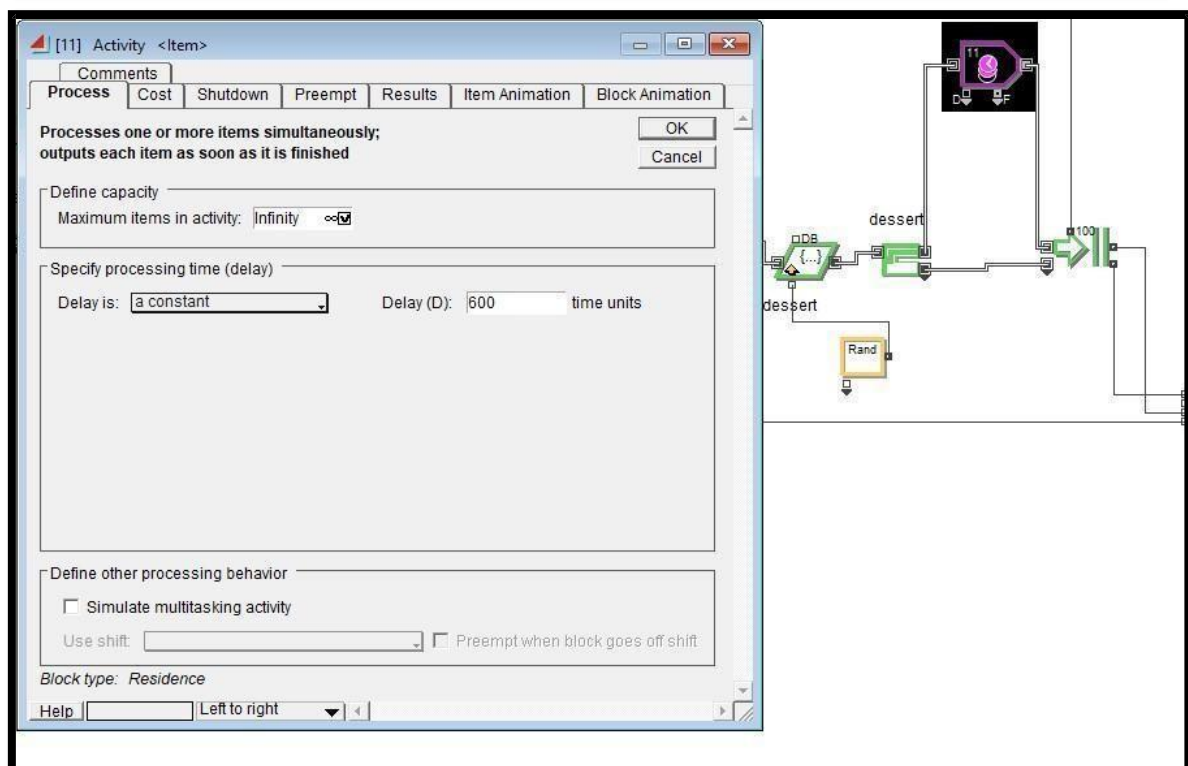 [11] Activity <Item>
Comments
Process Cost Shutdown Preempt Results Item Animation Block Animation
Processes one or more items simultaneously;
outputs each item as soon as it is finished
OK
Cancel
Define capacity
Maximum items in activity: Infinity
Specify processing time (delay)
Delay is: a constant Delay (D): 600 time units
Define other processing behavior
Simulate multitasking activity
Use shift: Preempt when block goes off shift
Block type: Residence
Help Left to right
11
D F
dessert
DB
{...}
100
dessert
Rand